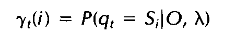 γₜ(i) = P(qₜ = Sᵢ|O, λ)